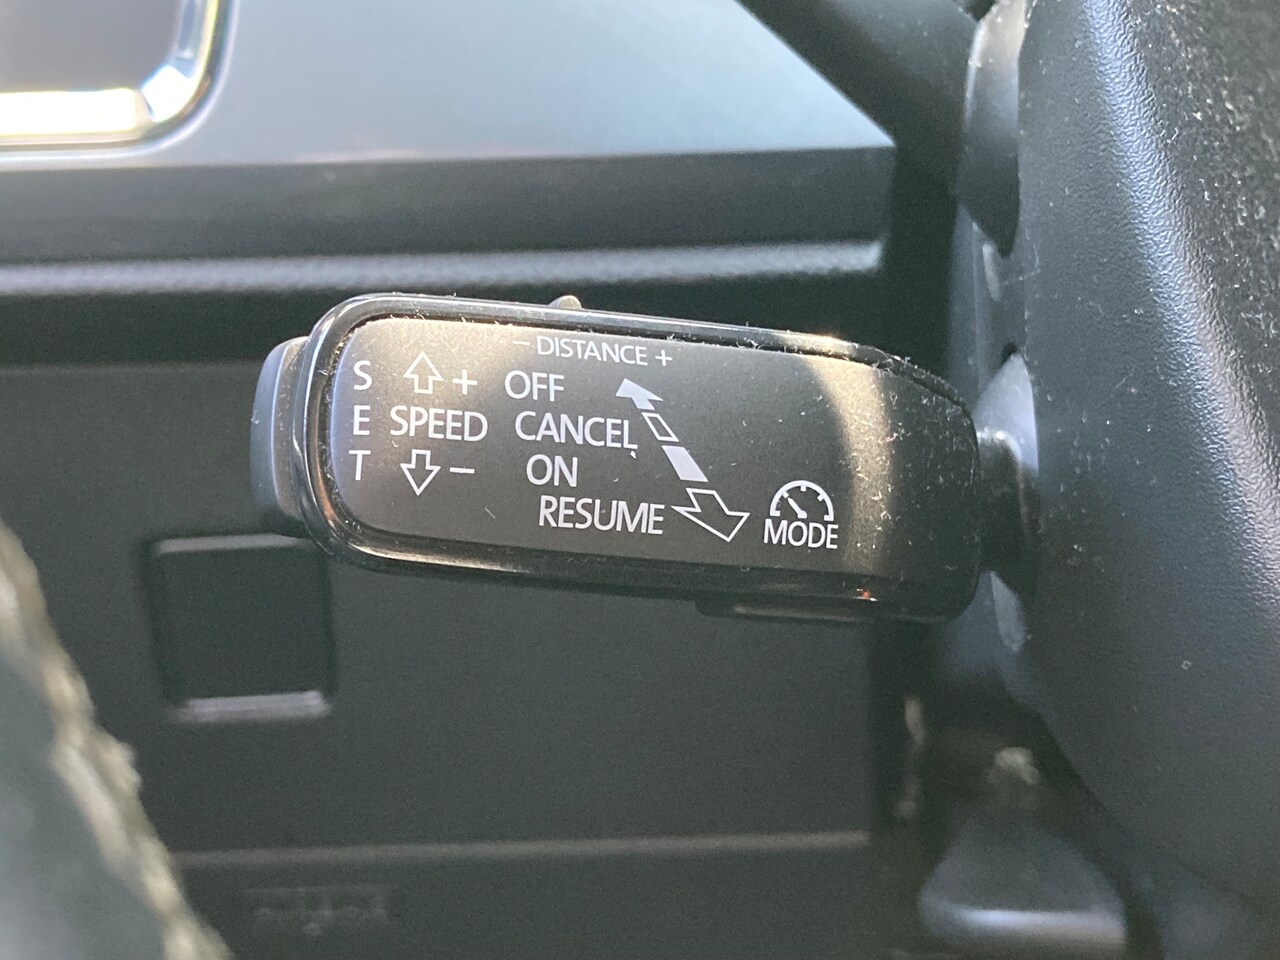 - DISTANCE +
S + OFF
E SPEED CANCEL
T - ON
RESUME
MODE